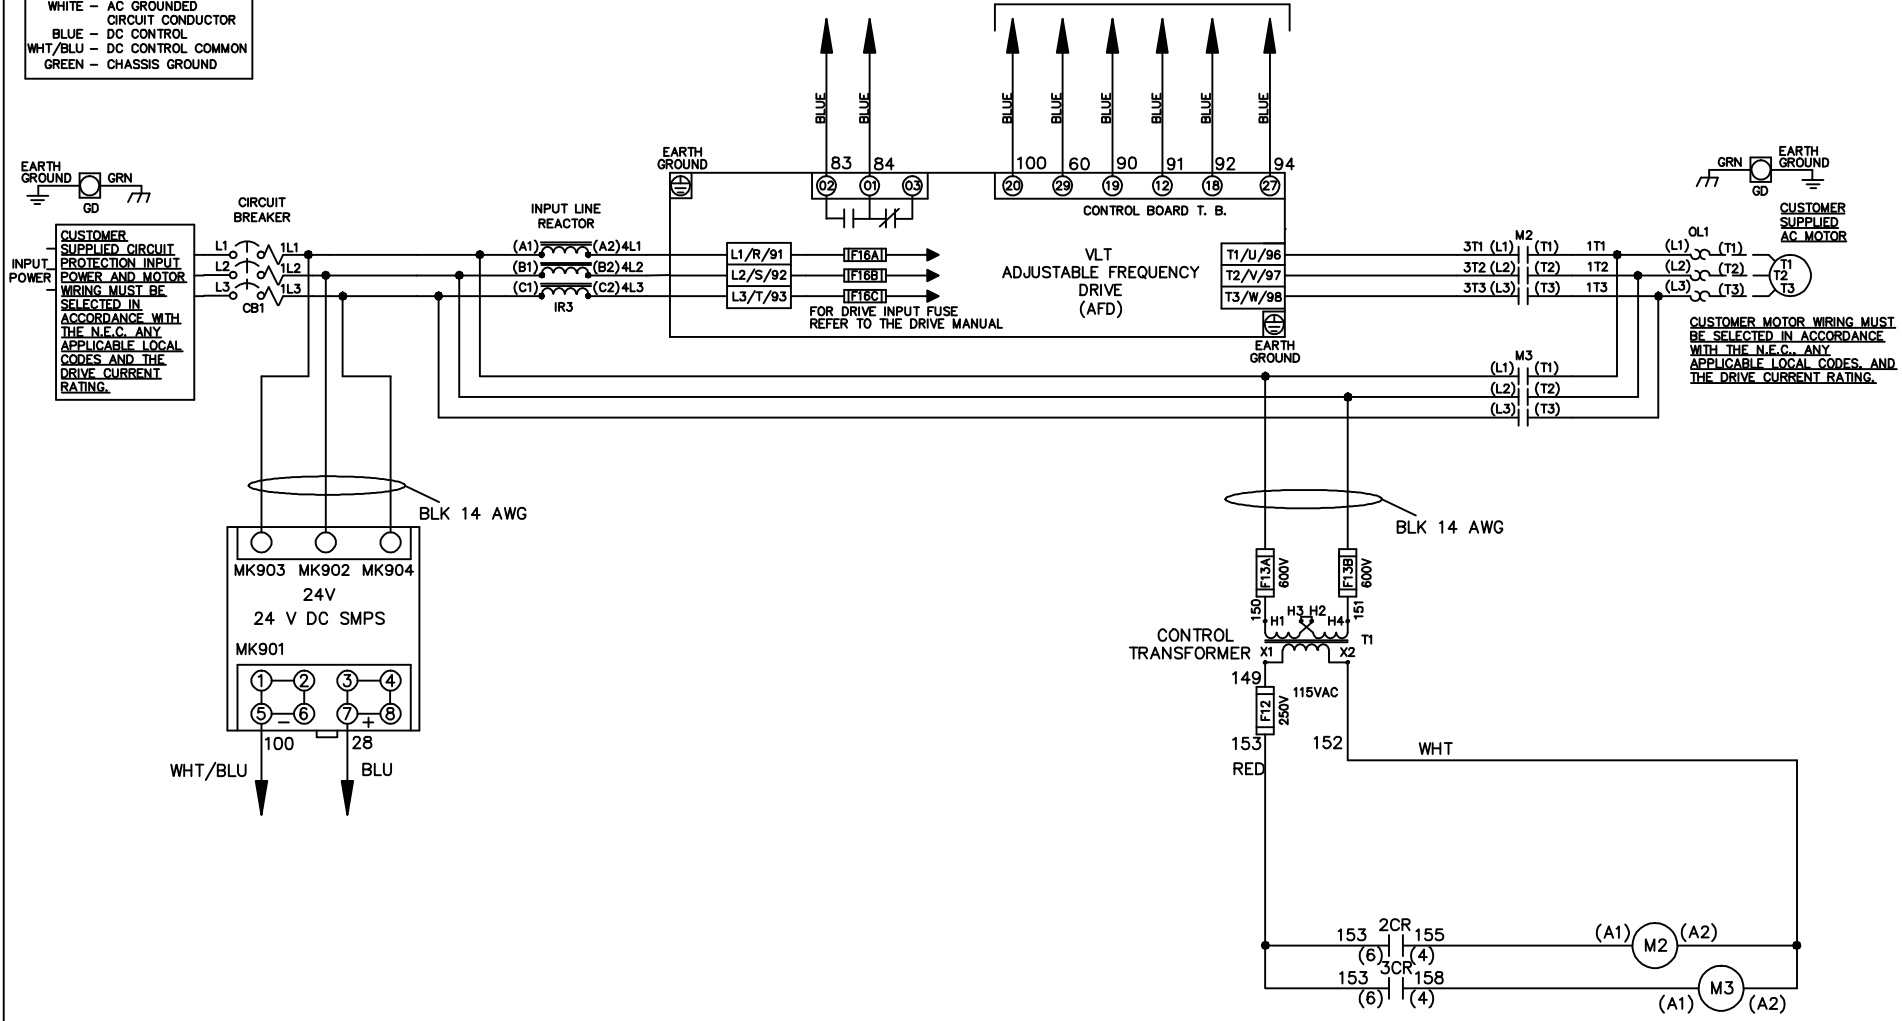 WHITE – AC GROUNDED
CIRCUIT CONDUCTOR
BLUE – DC CONTROL
WHT/BLU – DC CONTROL COMMON
GREEN – CHASSIS GROUND
BLUE BLUE BLUE BLUE BLUE BLUE BLUE BLUE
83 84 100 60 90 91 92 94
02 01 03 20 29 19 12 18 27
CONTROL BOARD T. B.
EARTH
GROUND
EARTH
GROUND
GRN
GD
CIRCUIT
BREAKER
INPUT
POWER
CUSTOMER
SUPPLIED CIRCUIT
PROTECTION INPUT
POWER AND MOTOR
WIRING MUST BE
SELECTED IN
ACCORDANCE WITH
THE N.E.C. ANY
APPLICABLE LOCAL
CODES AND THE
DRIVE CURRENT
RATING.
L1 1L1
L2 1L2
L3 1L3
CB1
INPUT LINE
REACTOR
(A1) (A2) 4L1
(B1) (B2) 4L2
(C1) (C2) 4L3
IR3
L1/R/91 F16A
L2/S/92 F16B
L3/T/93 F16C
FOR DRIVE INPUT FUSE
REFER TO THE DRIVE MANUAL
VLT
ADJUSTABLE FREQUENCY
DRIVE
(AFD)
T1/U/96
T2/V/97
T3/W/98
EARTH
GROUND
M2
3T1 (L1) (T1) 1T1
3T2 (L2) (T2) 1T2
3T3 (L3) (T3) 1T3
OL1
(L1) (T1)
(L2) (T2)
(L3) (T3)
T1
T2
T3
GRN
GD
EARTH
GROUND
CUSTOMER
SUPPLIED
AC MOTOR
CUSTOMER MOTOR WIRING MUST
BE SELECTED IN ACCORDANCE
WITH THE N.E.C., ANY
APPLICABLE LOCAL CODES, AND
THE DRIVE CURRENT RATING.
M3
(L1) (T1)
(L2) (T2)
(L3) (T3)
BLK 14 AWG
MK903 MK902 MK904
24V
24 V DC SMPS
MK901
1 2 3 4
5 6 7 8
– +
100 28
WHT/BLU BLU
BLK 14 AWG
F13A 600V F13B 600V
150 151
H1 H3 H2 H4
CONTROL
TRANSFORMER
T1
X1 X2
149
115VAC
F12 250V
153 152
RED
WHT
2CR
153 155
(6) (4)
(A1) M2 (A2)
3CR
153 158
(6) (4)
M3
(A1) (A2)